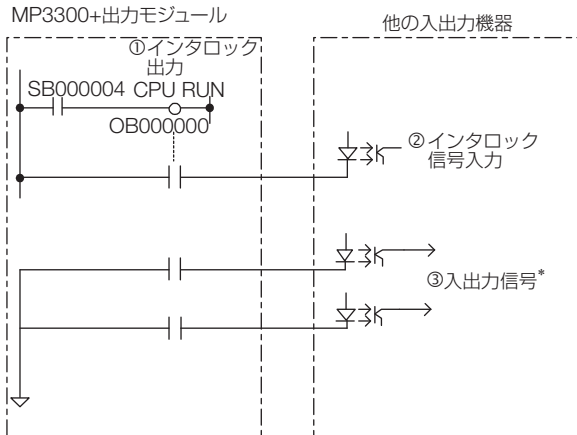 MP3300+出力モジュール
他の入出力機器
①インタロック
出力
SB000004 CPU RUN
OB000000
②インタロック
信号入力
③入出力信号*